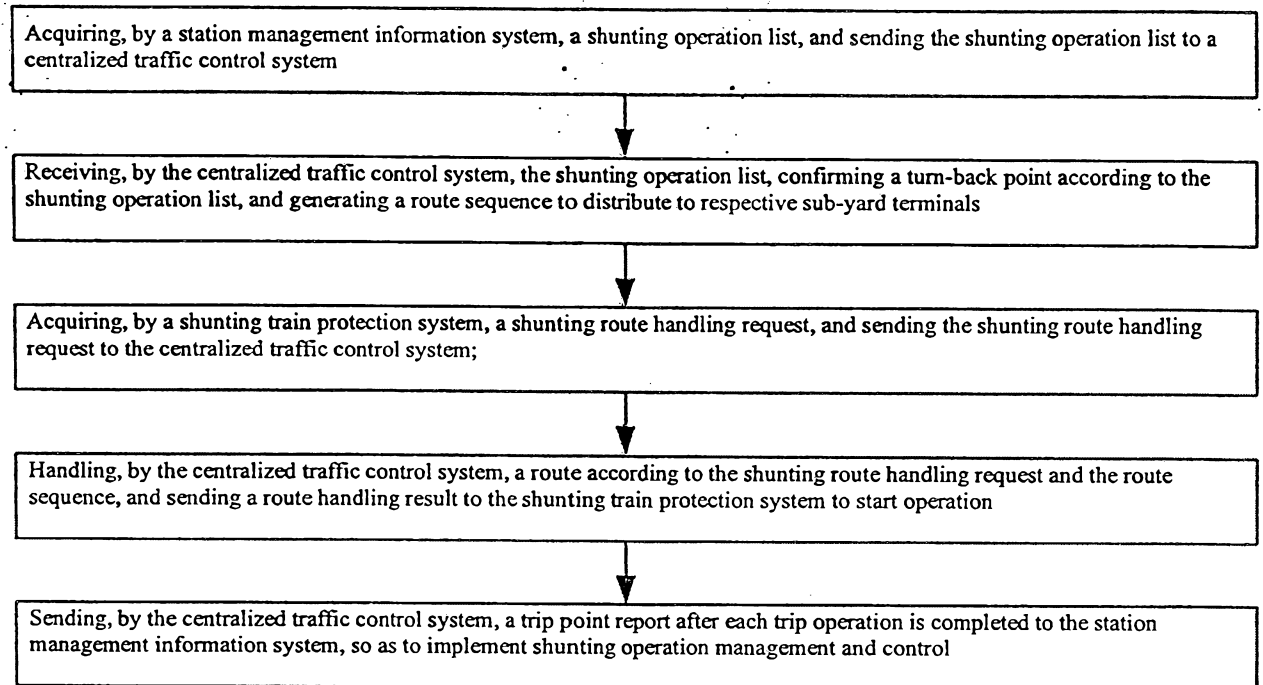 Acquiring, by a station management information system, a shunting operation list, and sending the shunting operation list to a
centralized traffic control system
Receiving, by the centralized traffic control system, the shunting operation list, confirming a turn-back point according to the
shunting operation list, and generating a route sequence to distribute to respective sub-yard terminals
Acquiring, by a shunting train protection system, a shunting route handling request, and sending the shunting route handling
request to the centralized traffic control system;
Handling, by the centralized traffic control system, a route according to the shunting route handling request and the route
sequence, and sending a route handling result to the shunting train protection system to start operation
Sending, by the centralized traffic control system, a trip point report after each trip operation is completed to the station
management information system, so as to implement shunting operation management and control